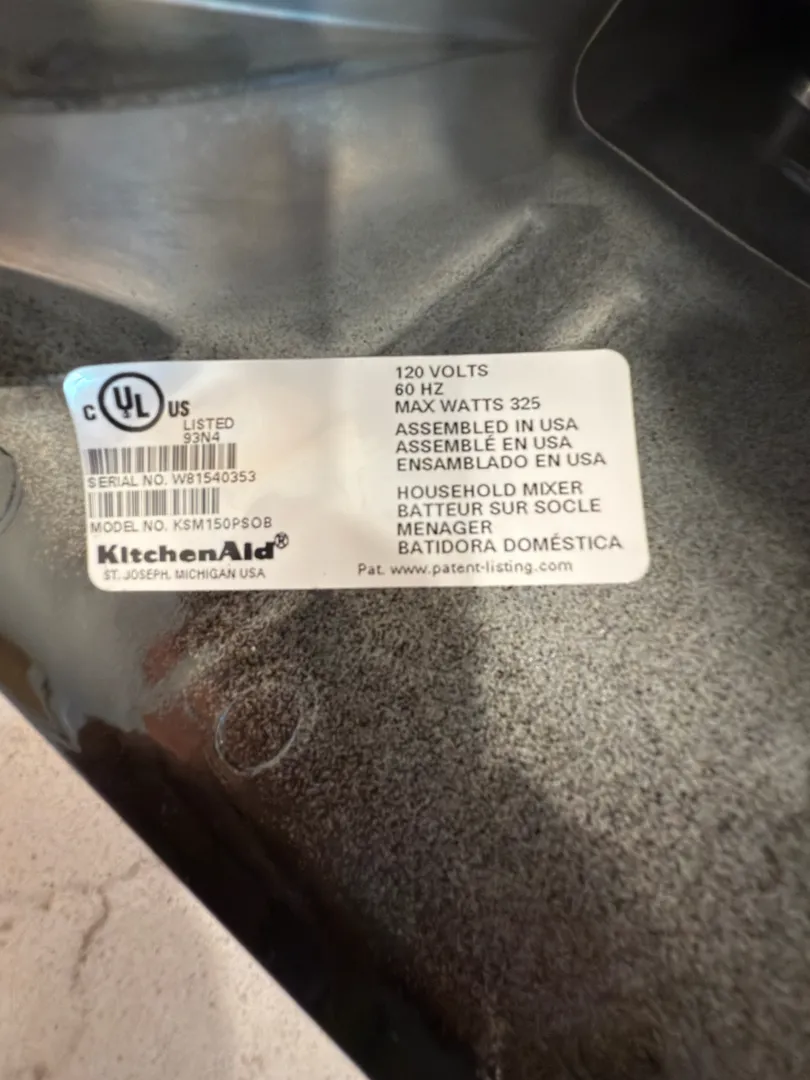 C UL US
LISTED
93N4
SERIAL NO. W81540353
MODEL NO. KSM150PSOB
KitchenAid®
ST. JOSEPH, MICHIGAN USA
120 VOLTS
60 HZ
MAX WATTS 325
ASSEMBLED IN USA
ASSEMBLÉ EN USA
ENSAMBLADO EN USA
HOUSEHOLD MIXER
BATTEUR SUR SOCLE
MENAGER
BATIDORA DOMÉSTICA
Pat. www.patent-listing.com